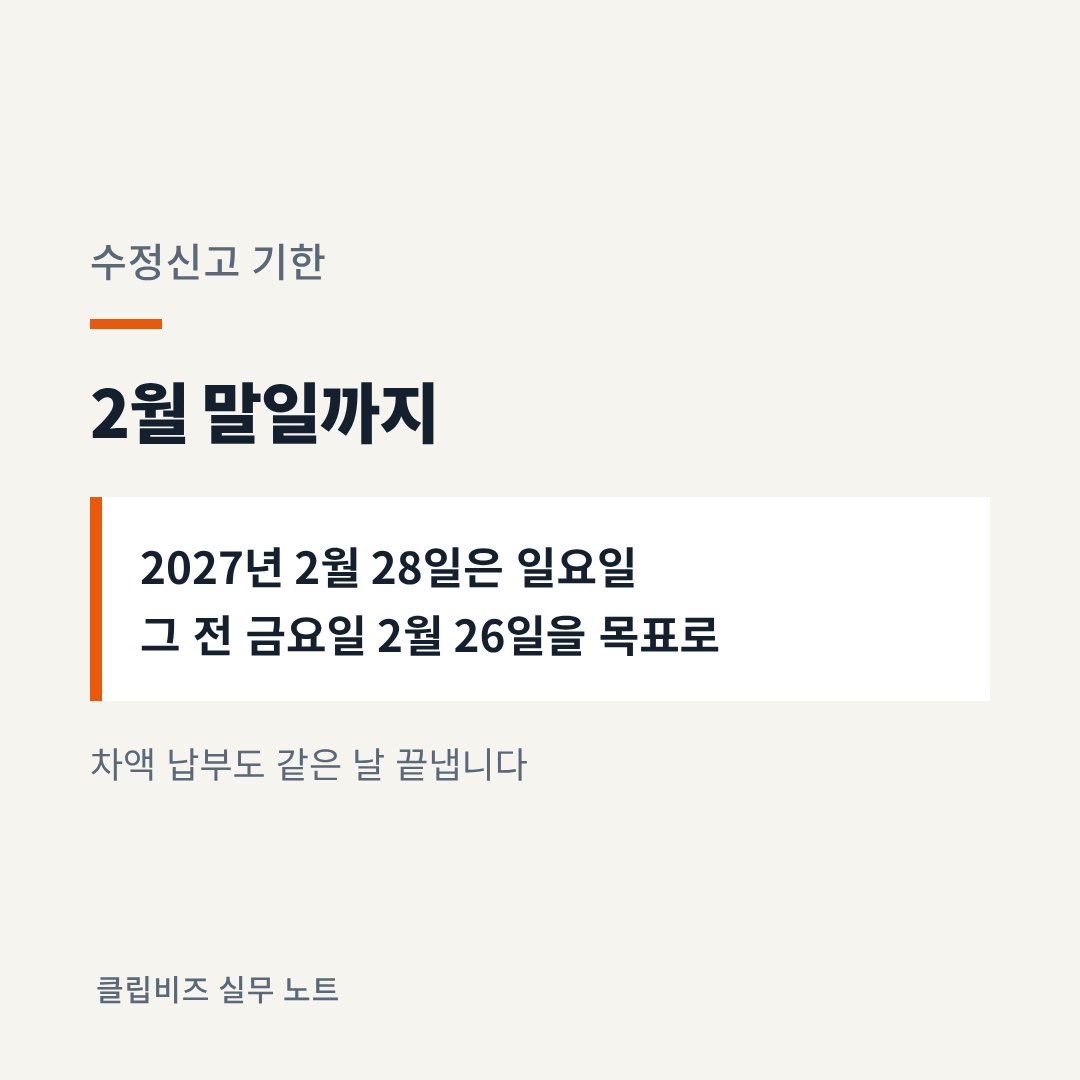 수정신고 기한
2월 말일까지
2027년 2월 28일은 일요일
그 전 금요일 2월 26일을 목표로
차액 납부도 같은 날 끝냅니다
클립비즈 실무 노트